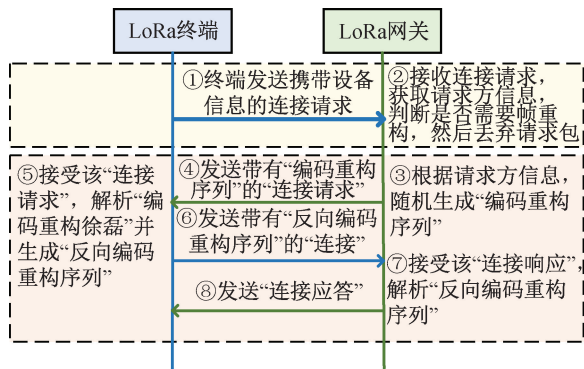 LoRa终端
LoRa网关
①终端发送携带设备
信息的连接请求
②接收连接请求，
获取请求方信息，
判断是否需要帧重
构，然后丢弃请求包
③根据请求方信息，
随机生成“编码重构
序列”
④发送带有“编码重构
序列”的“连接请求”
⑤接受该“连接
请求”，解析“编
码重构徐磊”并
生成“反向编码
重构序列”
⑥发送带有“反向编码
重构序列”的“连接”
⑦接受该“连接响应”，
解析“反向编码重构
序列”
⑧发送“连接应答”